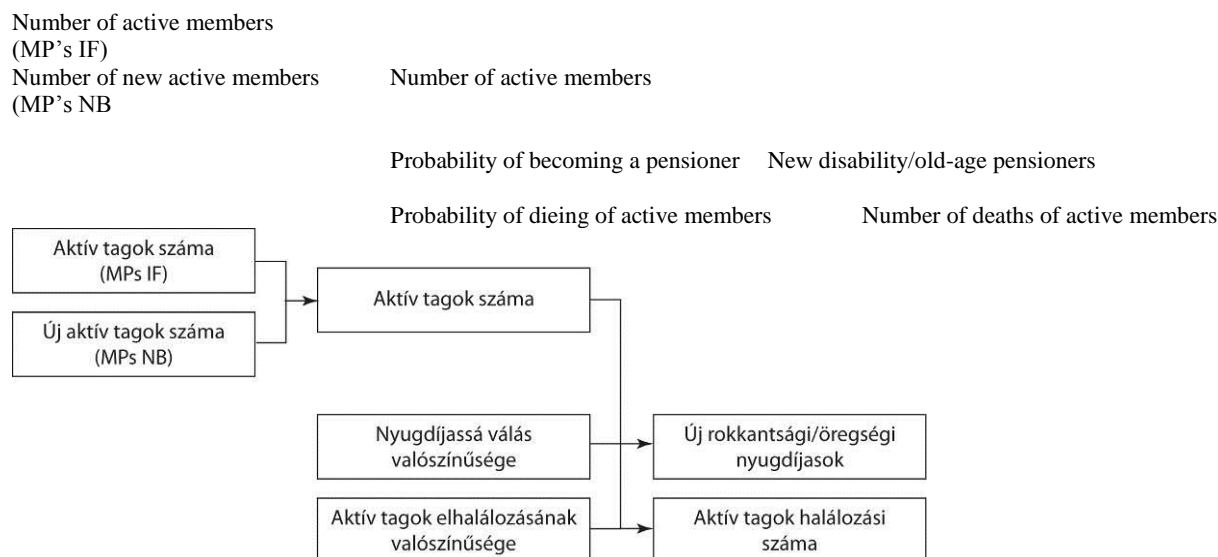 Number of active members
(MP’s IF)
Number of new active members Number of active members
(MP’s NB
Probability of becoming a pensioner New disability/old-age pensioners
Probability of dieing of active members Number of deaths of active members
Aktív tagok száma
(MPs IF)
Aktív tagok száma
Új aktív tagok száma
(MPs NB)
Nyugdíjassá válás
valószínűsége
Új rokkantsági/öregségi
nyugdíjasok
Aktív tagok elhalálozásának
valószínűsége
Aktív tagok halálozási
száma